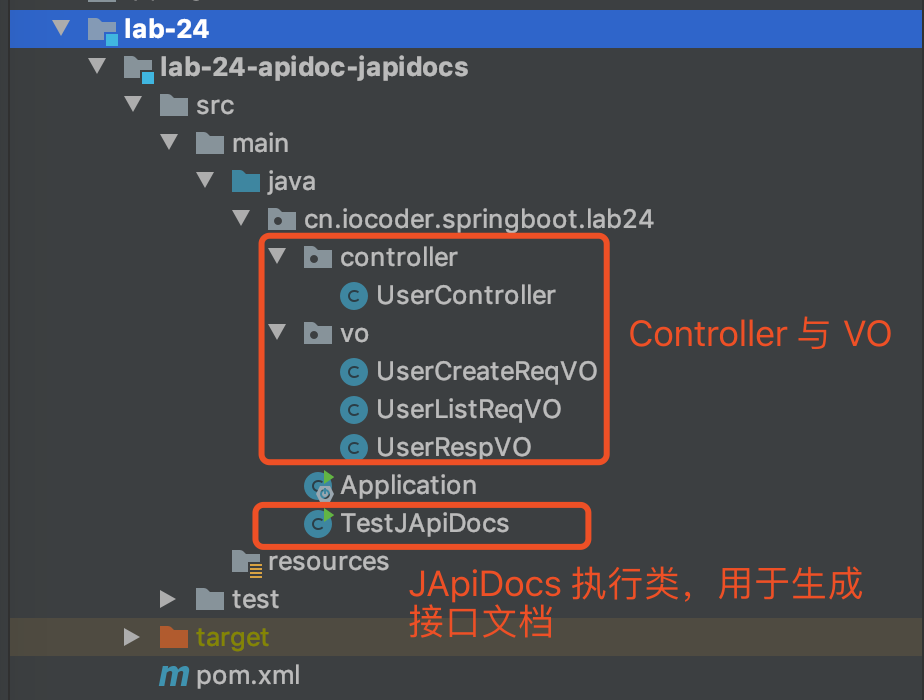 lab-24
lab-24-apidoc-japidocs
src
main
java
cn.iocoder.springboot.lab24
controller
UserController
vo
Controller 与 VO
UserCreateReqVO
UserListReqVO
UserRespVO
Application
TestJApiDocs
resources
JApiDocs 执行类，用于生成
接口文档
test
target
pom.xml